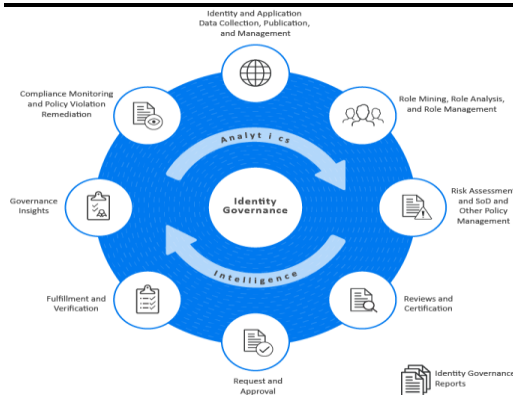 Identity and Application
Data Collection, Publication,
and Management
Compliance Monitoring
and Policy Violation
Remediation
Role Mining, Role Analysis,
and Role Management
Analytics
Governance
Insights
Identity
Governance
Risk Assessment
and SoD and
Other Policy
Management
Intelligence
Fulfillment and
Verification
Reviews and
Certification
Request and
Approval
Identity Governance
Reports